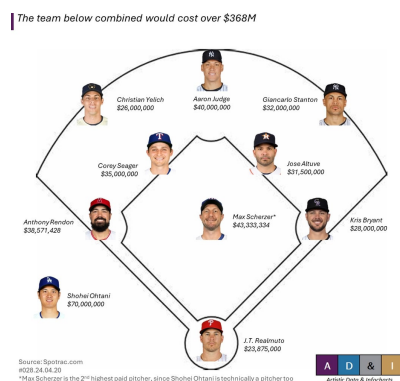 The team below combined would cost over $368M
Christian Yelich
$26,000,000
Aaron Judge
$40,000,000
Giancarlo Stanton
$32,000,000
Corey Seager
$35,000,000
Jose Altuve
$31,500,000
Anthony Rendon
$38,571,428
Max Scherzer*
$43,333,334
Kris Bryant
$28,000,000
Shohei Ohtani
$70,000,000
J.T. Realmuto
$23,875,000
Source: Spotrac.com
#028.24.04.20
*Max Scherzer is the 2nd highest paid pitcher, since Shohei Ohtani is technically a pitcher too
A D & I
Artistic Data & Infocharts